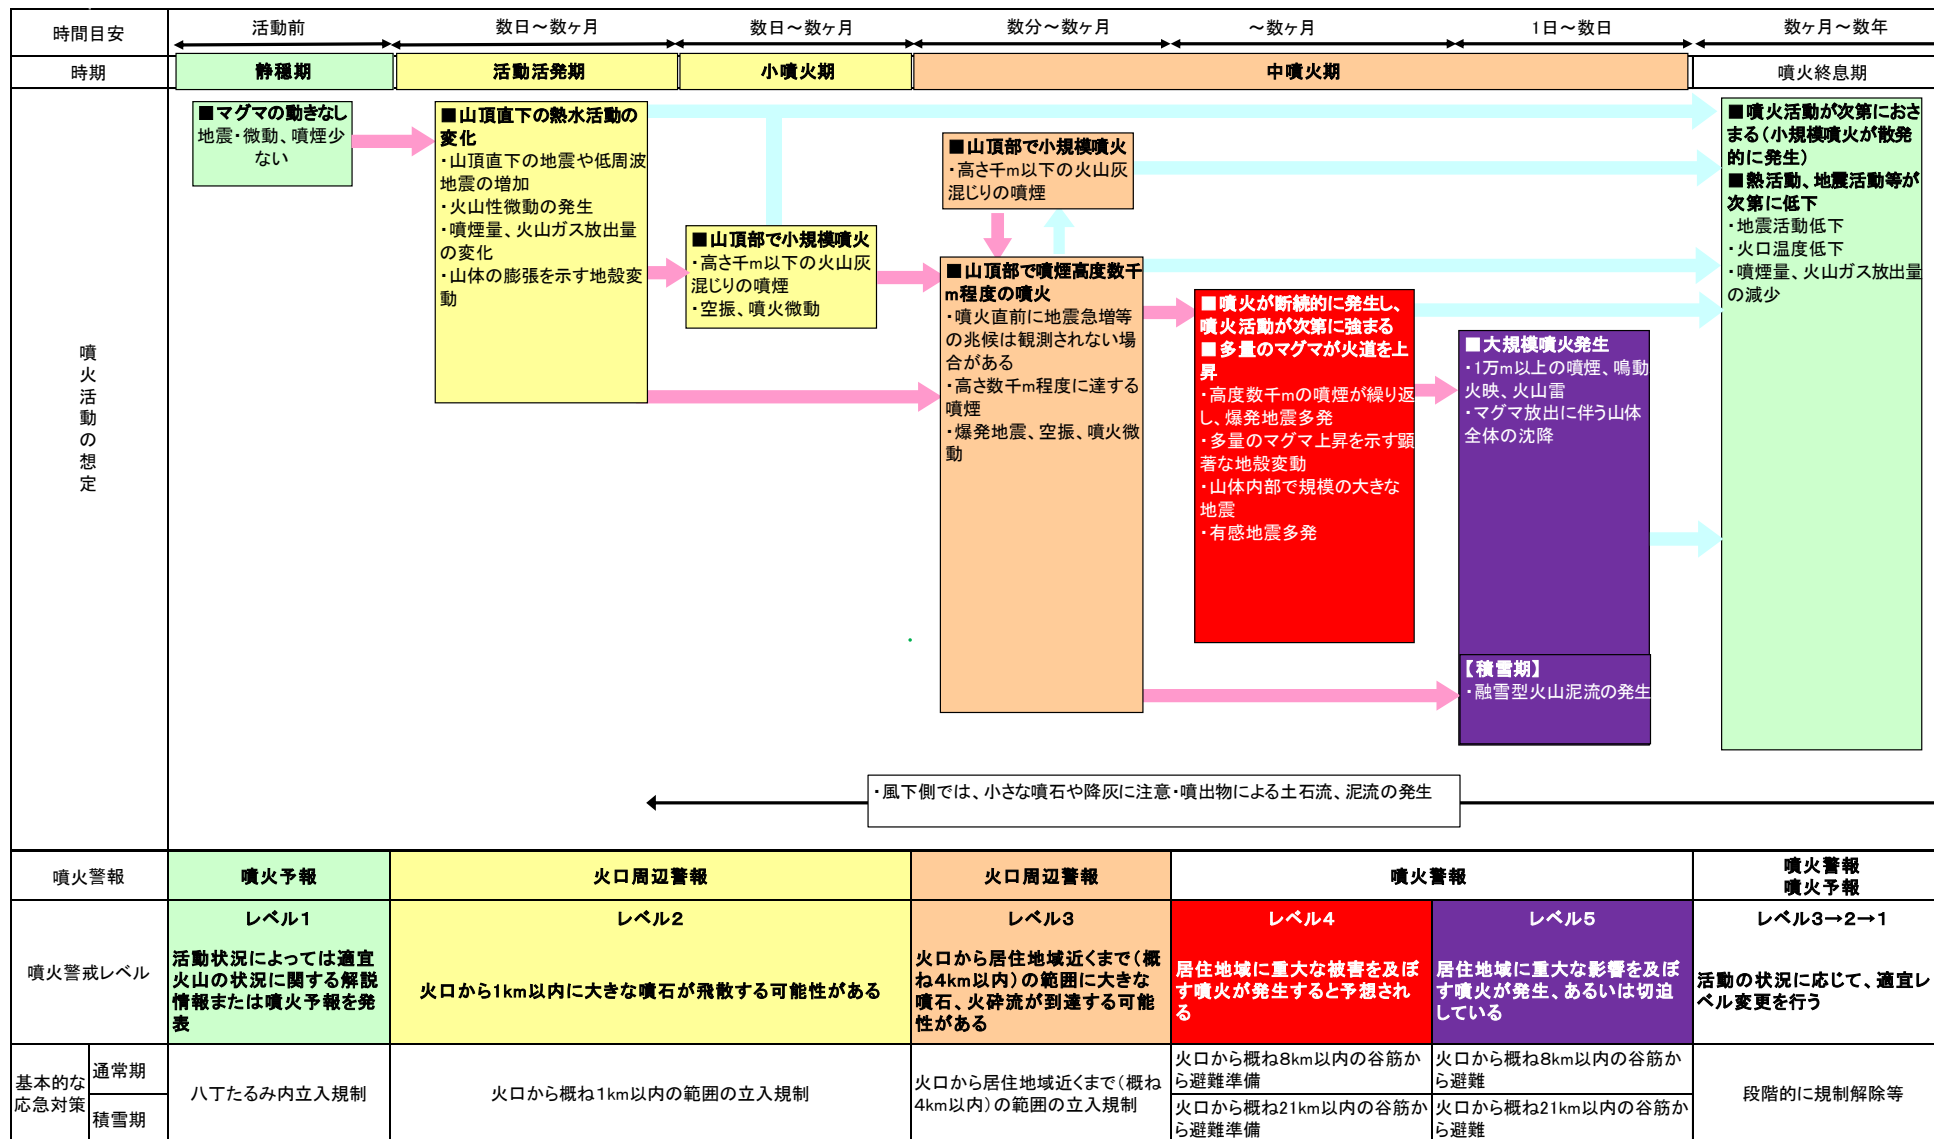 時間目安
活動前
数日～数ヶ月
数日～数ヶ月
数分～数ヶ月
～数ヶ月
1日～数日
数ヶ月～数年
時期
静穏期
活動活発期
小噴火期
中噴火期
噴火終息期
噴火活動の想定
■マグマの動きなし
地震・微動、噴煙少
ない
■山頂直下の熱水活動の
変化
・山頂直下の地震や低周波
地震の増加
・火山性微動の発生
・噴煙量、火山ガス放出量
の変化
・山体の膨張を示す地殻変
動
■山頂部で小規模噴火
・高さ千m以下の火山灰
混じりの噴煙
・空振、噴火微動
■山頂部で小規模噴火
・高さ千m以下の火山灰
混じりの噴煙
■山頂部で噴煙高度数千
m程度の噴火
・噴火直前に地震急増等
の兆候は観測されない場
合がある
・高さ数千m程度に達する
噴煙
・爆発地震、空振、噴火微
動
■噴火が断続的に発生し、
噴火活動が次第に強まる
■多量のマグマが火道を上
昇
・高度数千mの噴煙が繰り返
し、爆発地震多発
・多量のマグマ上昇を示す顕
著な地殻変動
・山体内部で規模の大きな
地震
・有感地震多発
■大規模噴火発生
・1万m以上の噴煙、鳴動
火映、火山雷
・マグマ放出に伴う山体
全体の沈降
【積雪期】
・融雪型火山泥流の発生
■噴火活動が次第におさ
まる（小規模噴火が散発
的に発生）
■熱活動、地震活動等が
次第に低下
・地震活動低下
・火口温度低下
・噴煙量、火山ガス放出量
の減少
・風下側では、小さな噴石や降灰に注意・噴出物による土石流、泥流の発生
噴火警報
噴火予報
火口周辺警報
火口周辺警報
噴火警報
噴火警報
噴火予報
噴火警戒レベル
レベル1
活動状況によっては適宜
火山の状況に関する解説
情報または噴火予報を発
表
レベル2
火口から1km以内に大きな噴石が飛散する可能性がある
レベル3
火口から居住地域近くまで（概
ね4km以内）の範囲に大きな
噴石、火砕流が到達する可能
性がある
レベル4
居住地域に重大な被害を及ぼ
す噴火が発生すると予想され
る
レベル5
居住地域に重大な影響を及ぼ
す噴火が発生、あるいは切迫
している
レベル3→2→1
活動の状況に応じて、適宜レ
ベル変更を行う
基本的な
応急対策
通常期
積雪期
八丁たるみ内立入規制
火口から概ね1km以内の範囲の立入規制
火口から居住地域近くまで（概ね
4km以内）の範囲の立入規制
火口から概ね8km以内の谷筋か
ら避難準備
火口から概ね8km以内の谷筋か
ら避難
火口から概ね21km以内の谷筋か
ら避難準備
火口から概ね21km以内の谷筋か
ら避難
段階的に規制解除等